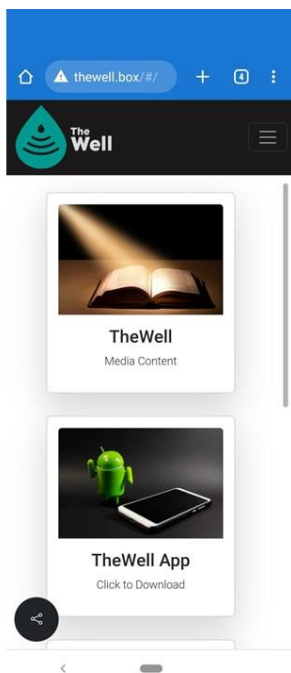 thewell.box/#/
4
The
Well
TheWell
Media Content
TheWell App
Click to Download